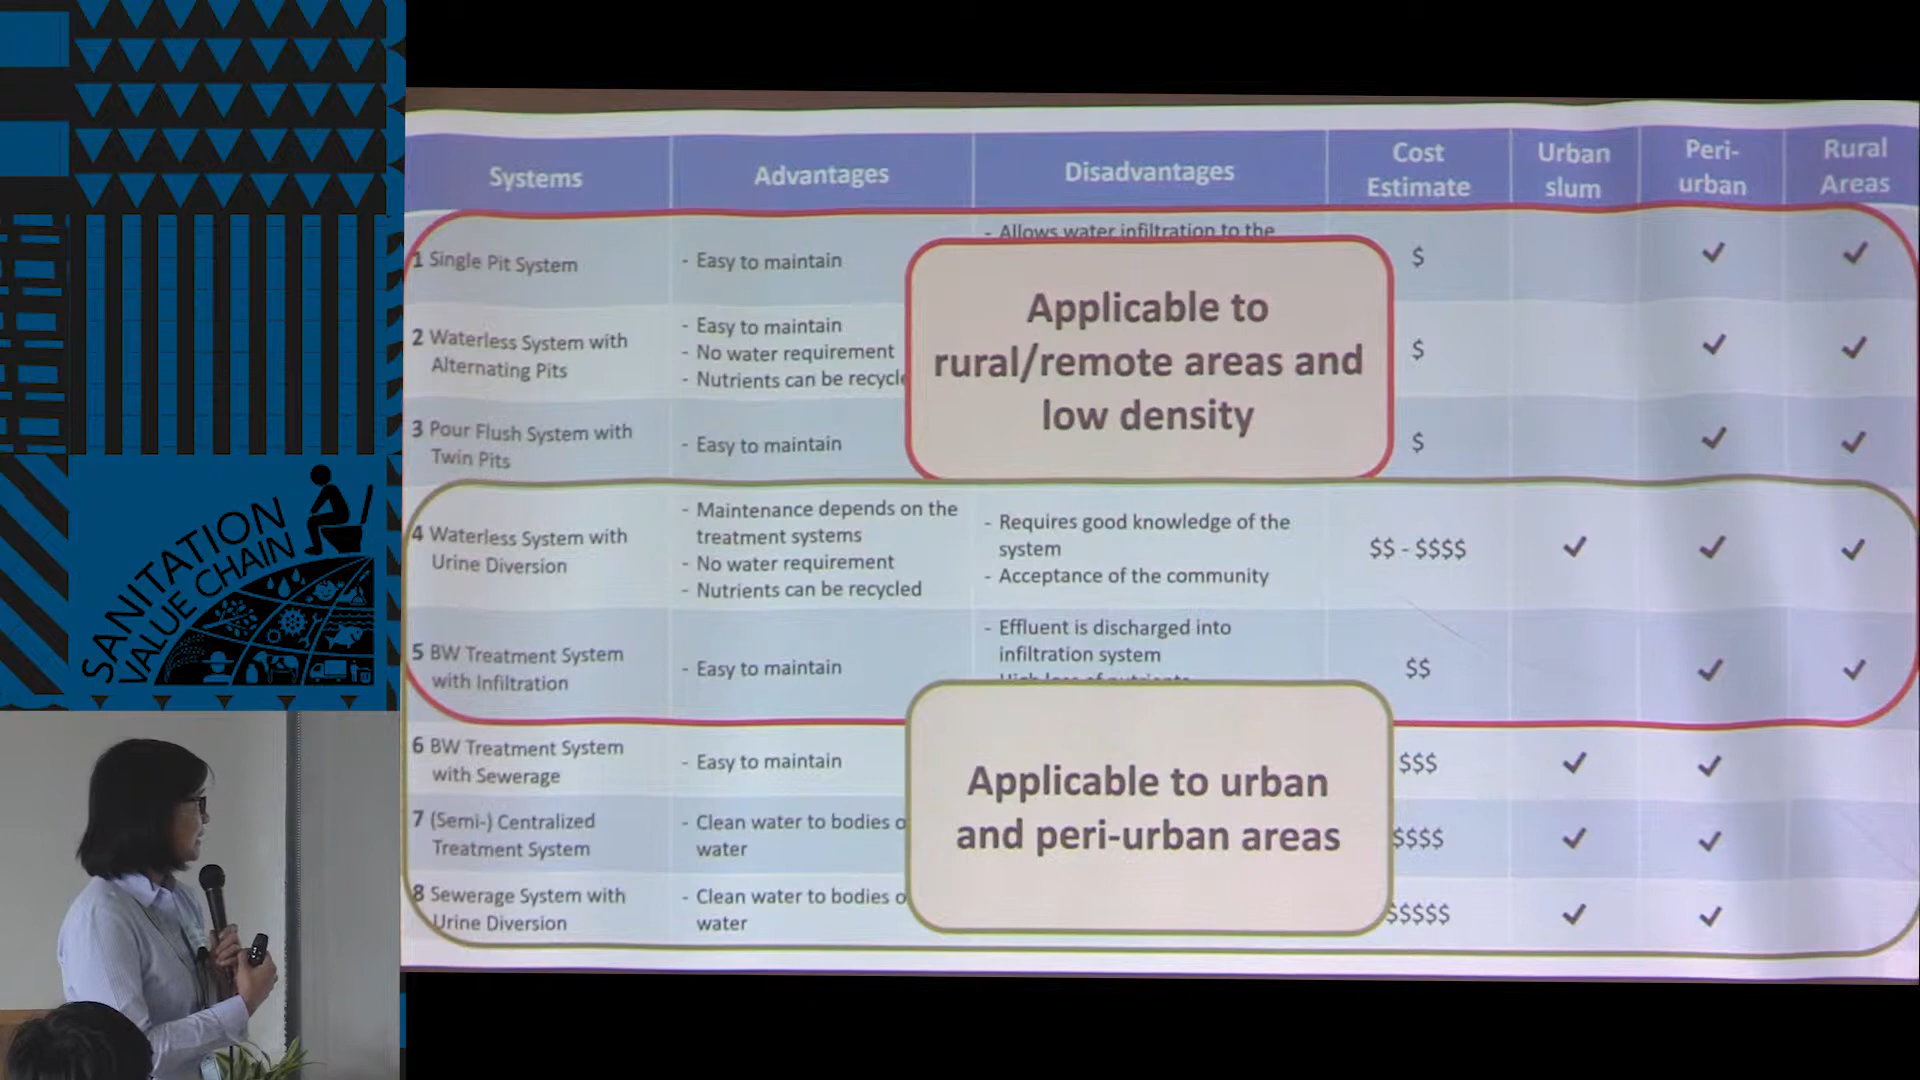 SANITATION
VALUE CHAIN
Systems
Advantages
Disadvantages
Cost
Estimate
Urban
slum
Peri-
urban
Rural
Areas
1 Single Pit System
- Easy to maintain
- Allows water infiltration to the
$
✓
✓
2 Waterless System with
Alternating Pits
- Easy to maintain
- No water requirement
- Nutrients can be
$
✓
✓
3 Pour Flush System with
Twin Pits
- Easy to maintain
$
✓
✓
Applicable to
rural/remote areas and
low density
4 Waterless System with
Urine Diversion
- Maintenance depends on the
treatment systems
- No water requirement
- Nutrients can be recycled
- Requires good knowledge of the
system
- Acceptance of the community
$$ - $$$$
✓
✓
✓
5 BW Treatment System
with Infiltration
- Easy to maintain
- Effluent is discharged into
infiltration system
$$
✓
✓
6 BW Treatment System
with Sewerage
- Easy to maintain
$$$
✓
✓
7 (Semi-) Centralized
Treatment System
- Clean water to bodies
water
$$$$
✓
✓
8 Sewerage System with
Urine Diversion
- Clean water to bodies
water
$$$$$
✓
✓
Applicable to urban
and peri-urban areas